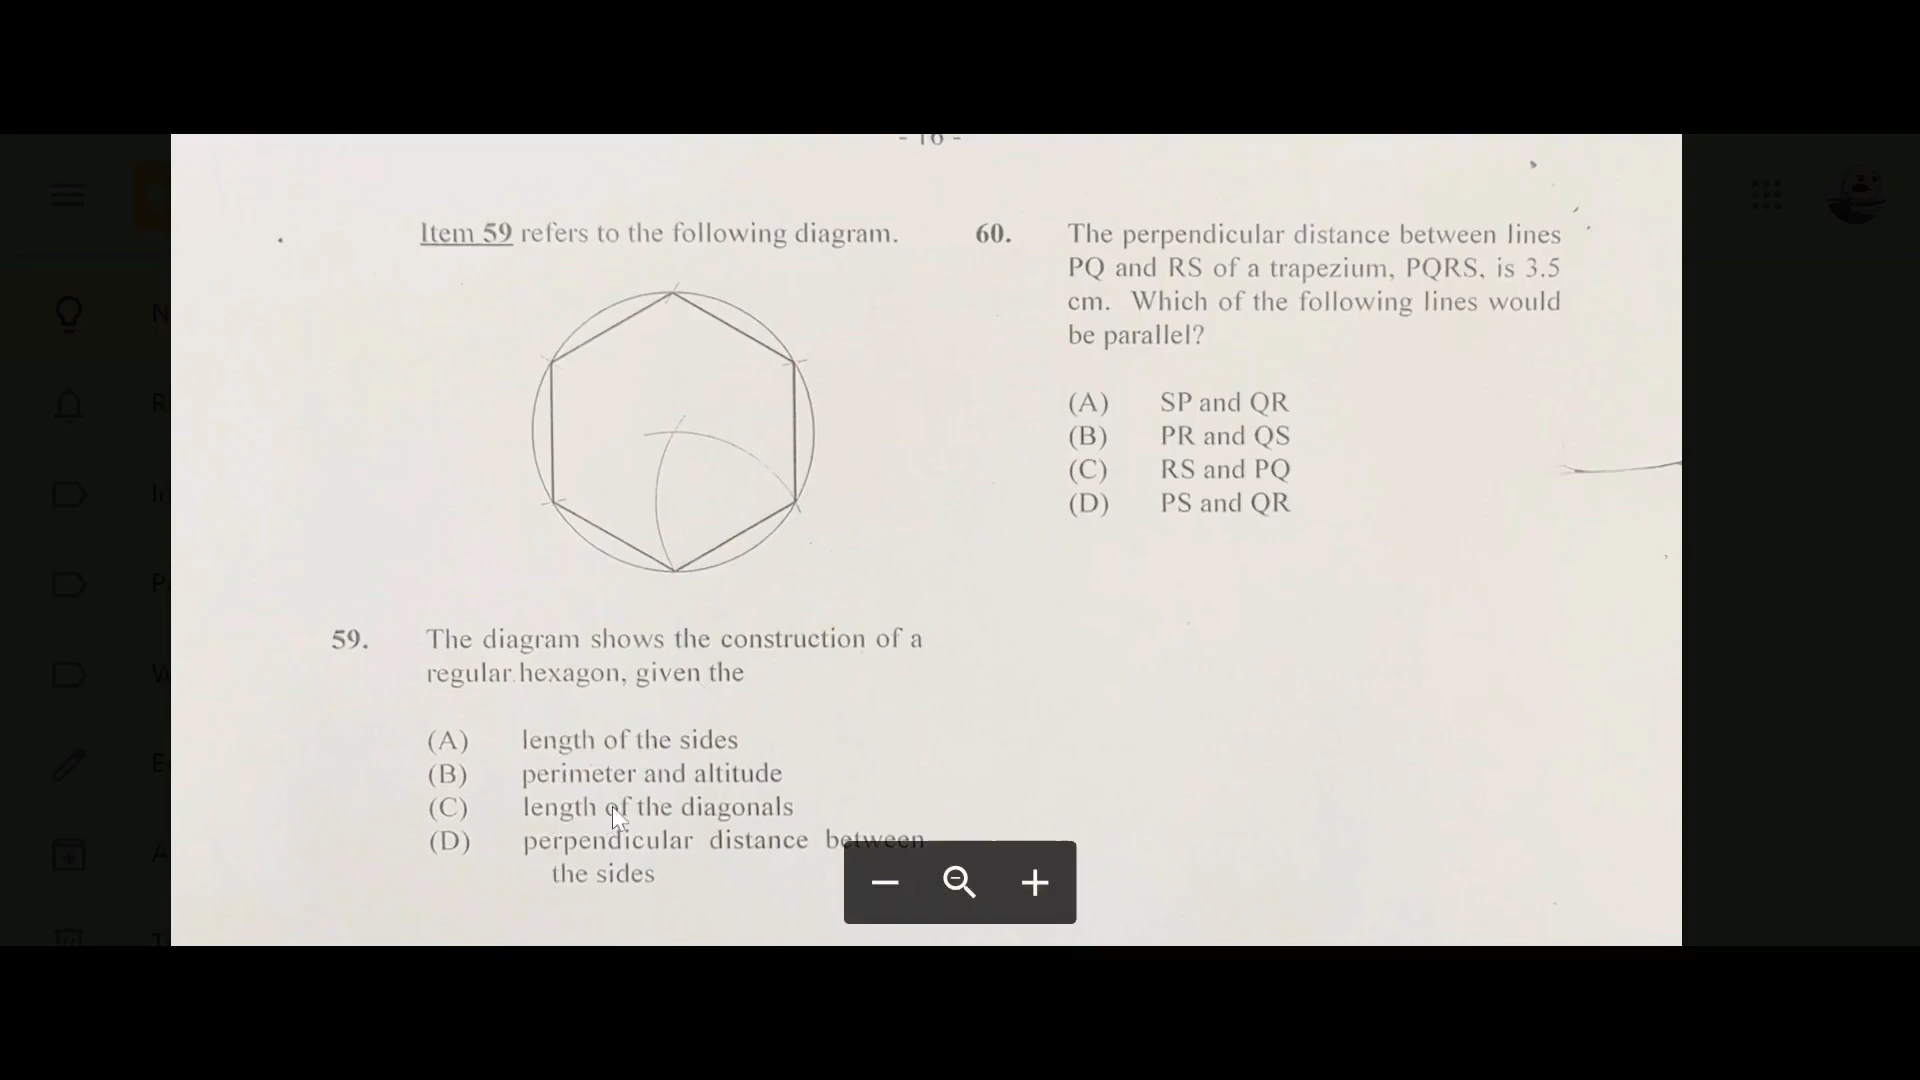 - 16 -
Item 59 refers to the following diagram.
59. The diagram shows the construction of a
regular hexagon, given the
(A) length of the sides
(B) perimeter and altitude
(C) length of the diagonals
(D) perpendicular distance between
the sides
60. The perpendicular distance between lines
PQ and RS of a trapezium, PQRS, is 3.5
cm. Which of the following lines would
be parallel?
(A) SP and QR
(B) PR and QS
(C) RS and PQ
(D) PS and QR